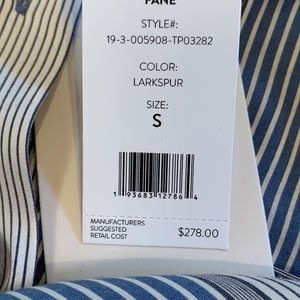 FANE
STYLE#:
19-3-005908-TP03282
COLOR:
LARKSPUR
SIZE:
S
1 93683 12786 4
MANUFACTURERS
SUGGESTED
RETAIL COST
$278.00